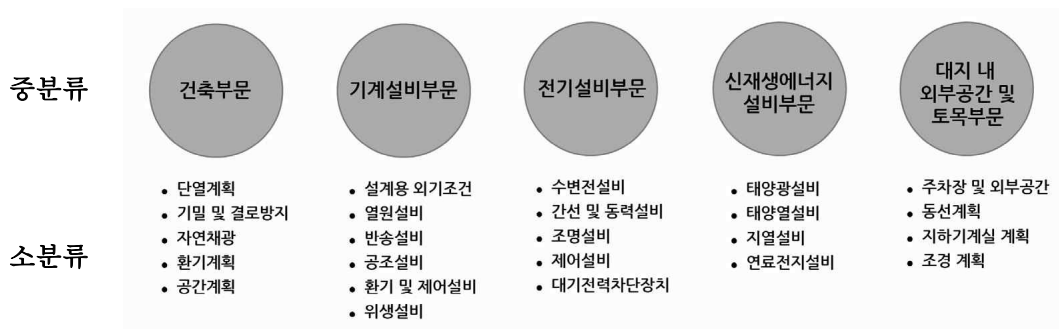 중분류
건축부문
기계설비부문
전기설비부문
신재생에너지
설비부문
대지 내
외부공간 및
토목부문
소분류
• 단열계획
• 기밀 및 결로방지
• 자연채광
• 환기계획
• 공간계획
• 설계용 외기조건
• 열원설비
• 반송설비
• 공조설비
• 환기 및 제어설비
• 위생설비
• 수변전설비
• 간선 및 동력설비
• 조명설비
• 제어설비
• 대기전력차단장치
• 태양광설비
• 태양열설비
• 지열설비
• 연료전지설비
• 주차장 및 외부공간
• 동선계획
• 지하기계실 계획
• 조경 계획